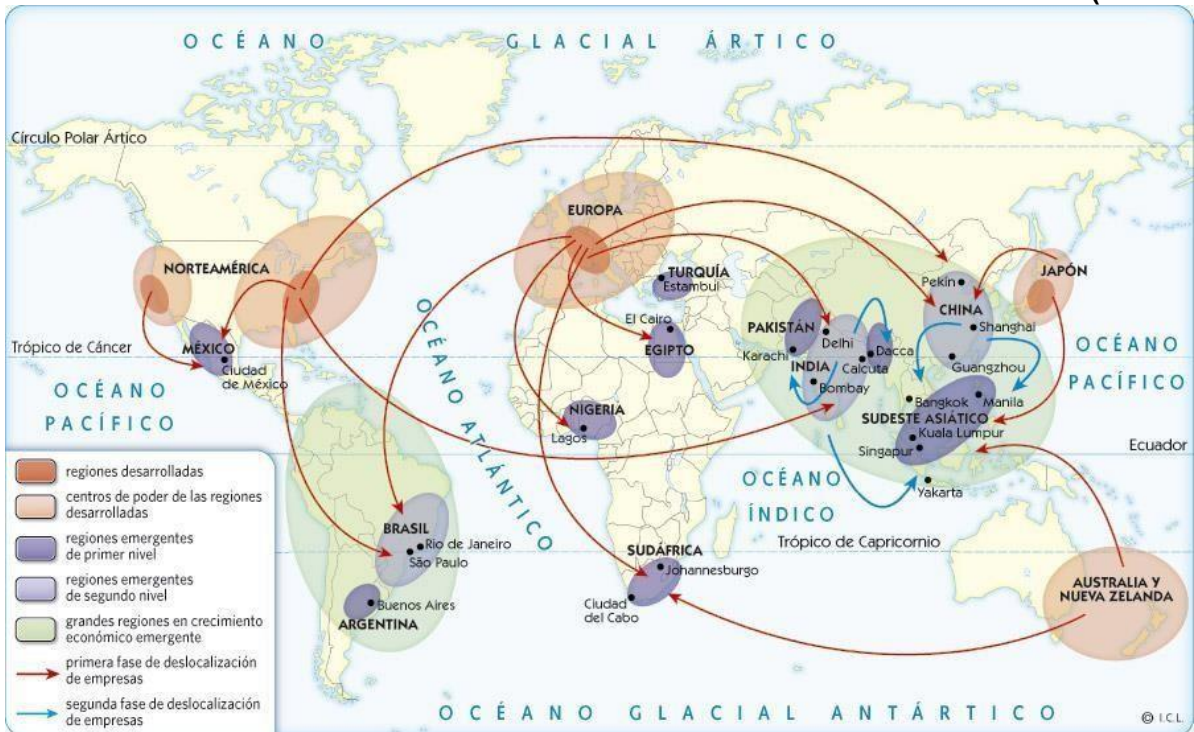 (
OCÉANO GLACIAL ÁRTICO
Círculo Polar Ártico
EUROPA
NORTEAMÉRICA
TURQUÍA
Estambul
JAPÓN
Pekín
CHINA
El Cairo
PAKISTÁN
Shanghai
Delhi
Trópico de Cáncer
MÉXICO
EGIPTO
Karachi
Dacca
OCÉANO
PACÍFICO
Ciudad
de México
INDIA
Calcuta
Guangzhou
OCÉANO
PACÍFICO
Bombay
OCÉANO ATLÁNTICO
NIGERIA
Lagos
Bangkok
Manila
SUDESTE ASIÁTICO
Kuala Lumpur
Singapur
Ecuador
OCÉANO
ÍNDICO
Yakarta
BRASIL
Rio de Janeiro
São Paulo
SUDÁFRICA
Johannesburgo
Trópico de Capricornio
Ciudad
del Cabo
Buenos Aires
ARGENTINA
AUSTRALIA Y
NUEVA ZELANDA
regiones desarrolladas
centros de poder de las regiones
desarrolladas
regiones emergentes
de primer nivel
regiones emergentes
de segundo nivel
grandes regiones en crecimiento
económico emergente
primera fase de deslocalización
de empresas
segunda fase de deslocalización
de empresas
OCÉANO GLACIAL ANTÁRTICO
© I.C.L.